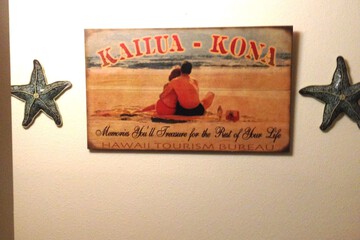 KAILUA - KONA
Memories You'll Treasure for the Rest of Your Life
HAWAII TOURISM BUREAU